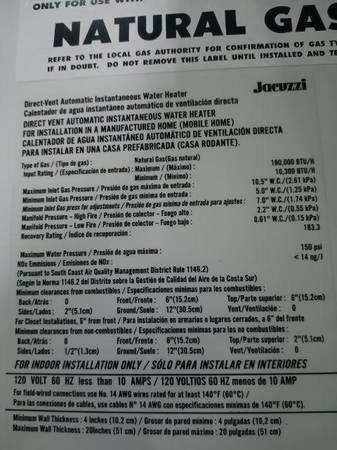 ONLY FOR USE WITH
NATURAL GAS
REFER TO THE LOCAL GAS AUTHORITY FOR CONFIRMATION OF GAS
IF IN DOUBT. DO NOT REMOVE THIS LABEL UNTIL INSTALLED AND
Jacuzzi
Direct-Vent Automatic Instantaneous Water Heater
Calentador de agua instantáneo automático de ventilación directa
DIRECT VENT AUTOMATIC INSTANTANEOUS WATER HEATER
FOR INSTALLATION IN A MANUFACTURED HOME (MOBILE HOME)
CALENTADOR DE AGUA INSTANTÁNEO AUTOMÁTICO DE VENTILACIÓN DIRECTA
PARA INSTALAR EN UNA CASA PREFABRICADA (CASA RODANTE).
Type of Gas / (Tipo de gas) : Natural Gas(Gas natural)
Input Rating / (Especificación de entrada) : Maximum / (Máximo) : 190,000 BTU/H
Minimum / (Mínimo) : 10,300 BTU/H
Maximum Inlet Gas Pressure / Presión de gas máxima de entrada : 10.5" W.C./(2.61 kPa)
Minimum Inlet Gas Pressure / Presión de gas mínima de entrada : 5.0" W.C/(1.25 kPa)
Minimum Inlet Gas press for adjustments / Presión de gas mínima de entrada para ajustes : 7.0" W.C./(1.74 kPa)
Manifold Pressure - High Fire / Presión de colector - Fuego alto : 2.2" W.C./(0.55 kPa)
Manifold Pressure - Low Fire / Presión de colector - Fuego bajo : 0.61" W.C./(0.15 kPa)
Recovery Rating / Índice de recuperación : 183.3
Maximum Water Pressure / Presión de agua máxima : 150 psi
NOx Emmissions / Emisiones de NOx : < 14 ng/l
(Pursuant to South Coast Air Quality Management District Rule 1146.2)
(Según la Norma 1146.2 del Distrito sobre la Gestión de Calidad del Aire de la Costa Sur)
Minimum clearances from combustibles / Especificaciones mínimas para los combustibles :
Back/Atrás : 0 Front/Frente : 6"(15.2cm) Top/Parte superior : 6"(15.2cm)
Sides/Lados : 2"(5.1cm) Ground/Suelo : 12"(30.5cm) Vent/Ventilación : 0
For Closet Installations, 6" from front / Para instalación en armarios o lugares cerrados, a 6" del frente
Minimum clearances from non-combustibles / Especificaciones mínimas para los no combustibles :
Back/Atrás : 0 Front/Frente : 6"(15.2cm) Top/Parte superior : 2"(5.1cm)
Sides/Lados : 1/2"(1.3cm) Ground/Suelo : 12"(30.5cm) Vent/Ventilación : 0
FOR INDOOR INSTALLATION ONLY / SÓLO PARA INSTALAR EN INTERIORES
120 VOLT 60 HZ less than 10 AMPS / 120 VOLTIOS 60 HZ menos de 10 AMP
For field-wired connections use No. 14 AWG wires rated for at least 140°F (60°C) /
Para las conexiones de cables, use cables N° 14 AWG con especificaciones mínimas de 140°F (60°C).
Minimum Wall Thickness : 4 Inches (10.2 cm) / Grosor de pared mínimo : 4 pulgadas (10.2 cm)
Maximum Wall Thickness : 20Inches (51 cm) / Grosor de pared máximo : 20 pulgadas (51 cm)